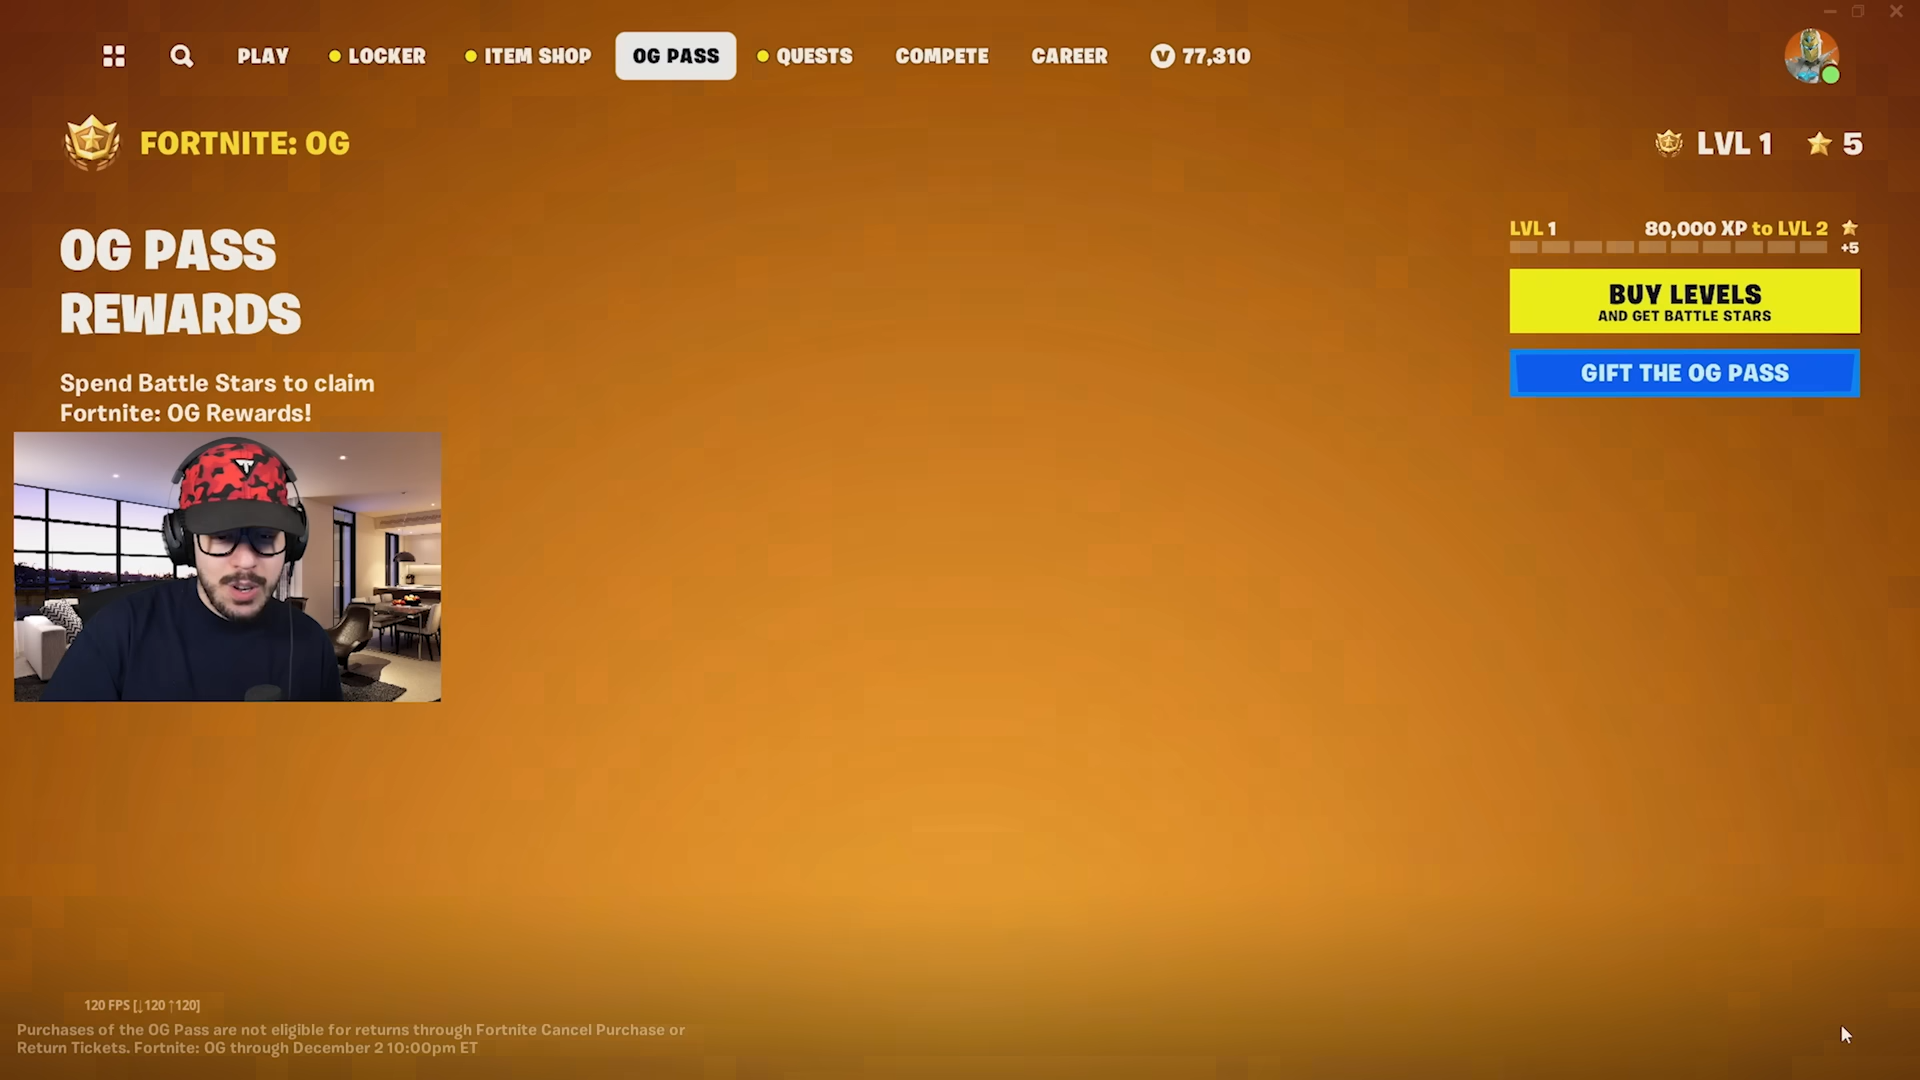 PLAY
LOCKER
ITEM SHOP
OG PASS
QUESTS
COMPETE
CAREER
V 77,310
FORTNITE: OG
LVL 1
5
OG PASS
REWARDS
Spend Battle Stars to claim
Fortnite: OG Rewards!
LVL 1
80,000 XP to LVL 2
+5
BUY LEVELS
AND GET BATTLE STARS
GIFT THE OG PASS
120 FPS [↓120 ↑120]
Purchases of the OG Pass are not eligible for returns through Fortnite Cancel Purchase or
Return Tickets. Fortnite: OG through December 2 10:00pm ET